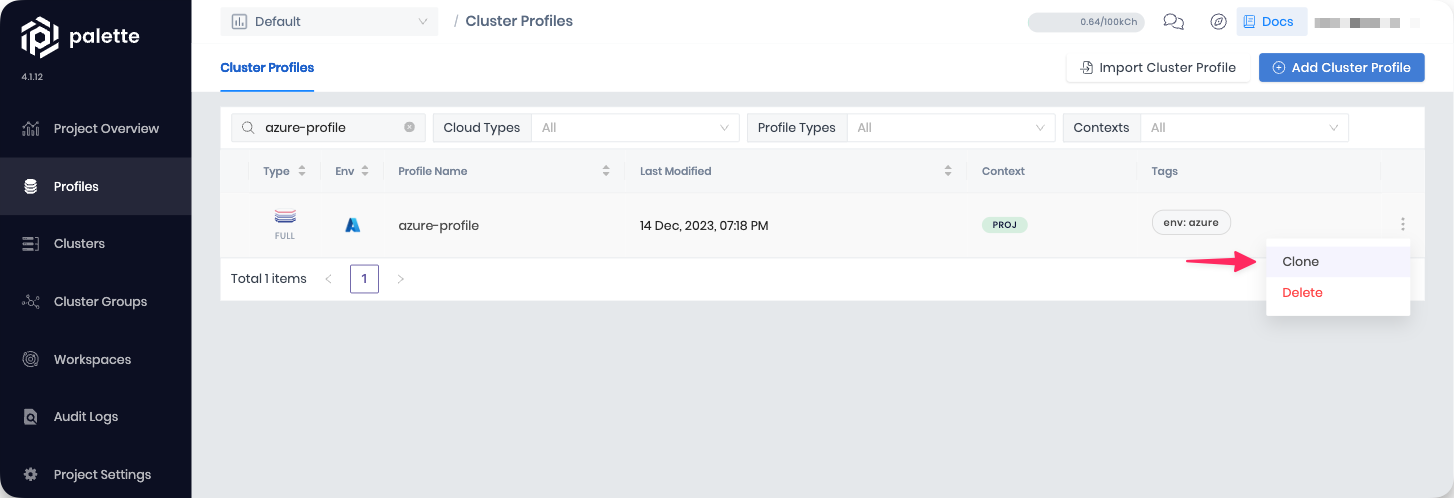 palette
4.1.12
Project Overview
Profiles
Clusters
Cluster Groups
Workspaces
Audit Logs
Project Settings
Default / Cluster Profiles 0.64/100kCh Docs
Cluster Profiles Import Cluster Profile Add Cluster Profile
azure-profile Cloud Types All Profile Types All Contexts All
Type Env Profile Name Last Modified Context Tags
FULL azure-profile 14 Dec, 2023, 07:18 PM PROJ env: azure
Clone
Delete
Total 1 items < 1 >